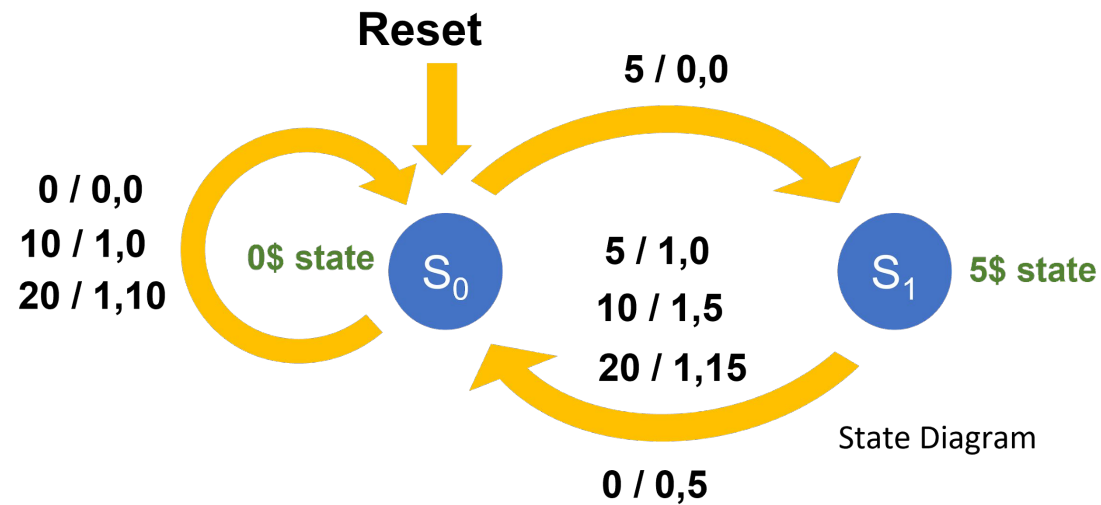 Reset
5 / 0,0
0 / 0,0
10 / 1,0
20 / 1,10
0$ state
S0
5 / 1,0
10 / 1,5
20 / 1,15
S1
5$ state
State Diagram
0 / 0,5